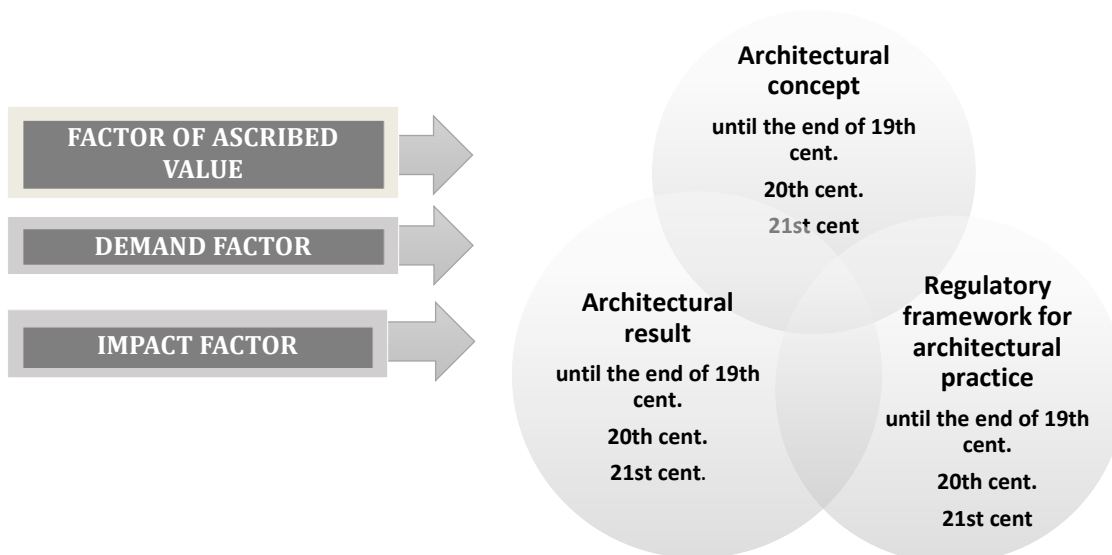 FACTOR OF ASCRIBED
VALUE
DEMAND FACTOR
IMPACT FACTOR
Architectural
concept
until the end of 19th
cent.
20th cent.
21st cent
Architectural
result
until the end of 19th
cent.
20th cent.
21st cent.
Regulatory
framework for
architectural
practice
until the end of 19th
cent.
20th cent.
21st cent